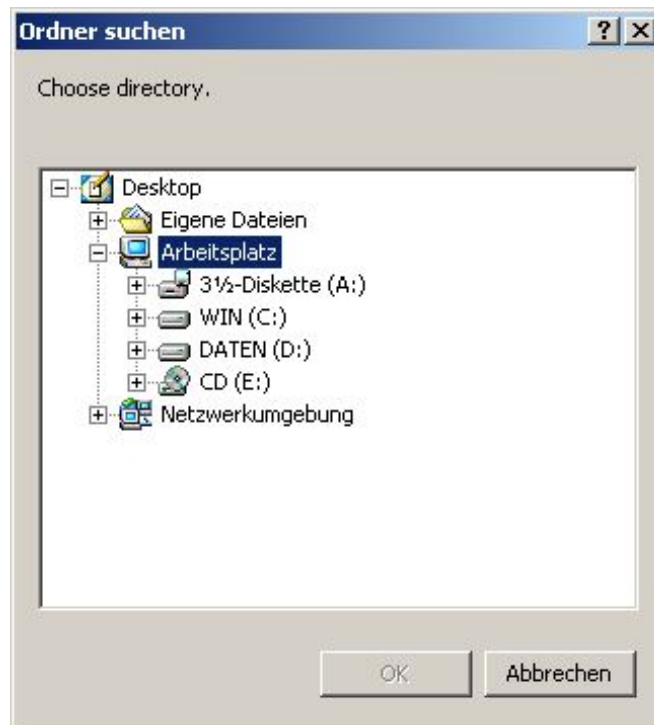 Ordner suchen
Choose directory.
Desktop
Eigene Dateien
Arbeitsplatz
3½-Diskette (A:)
WIN (C:)
DATEN (D:)
CD (E:)
Netzwerkumgebung
OK Abbrechen